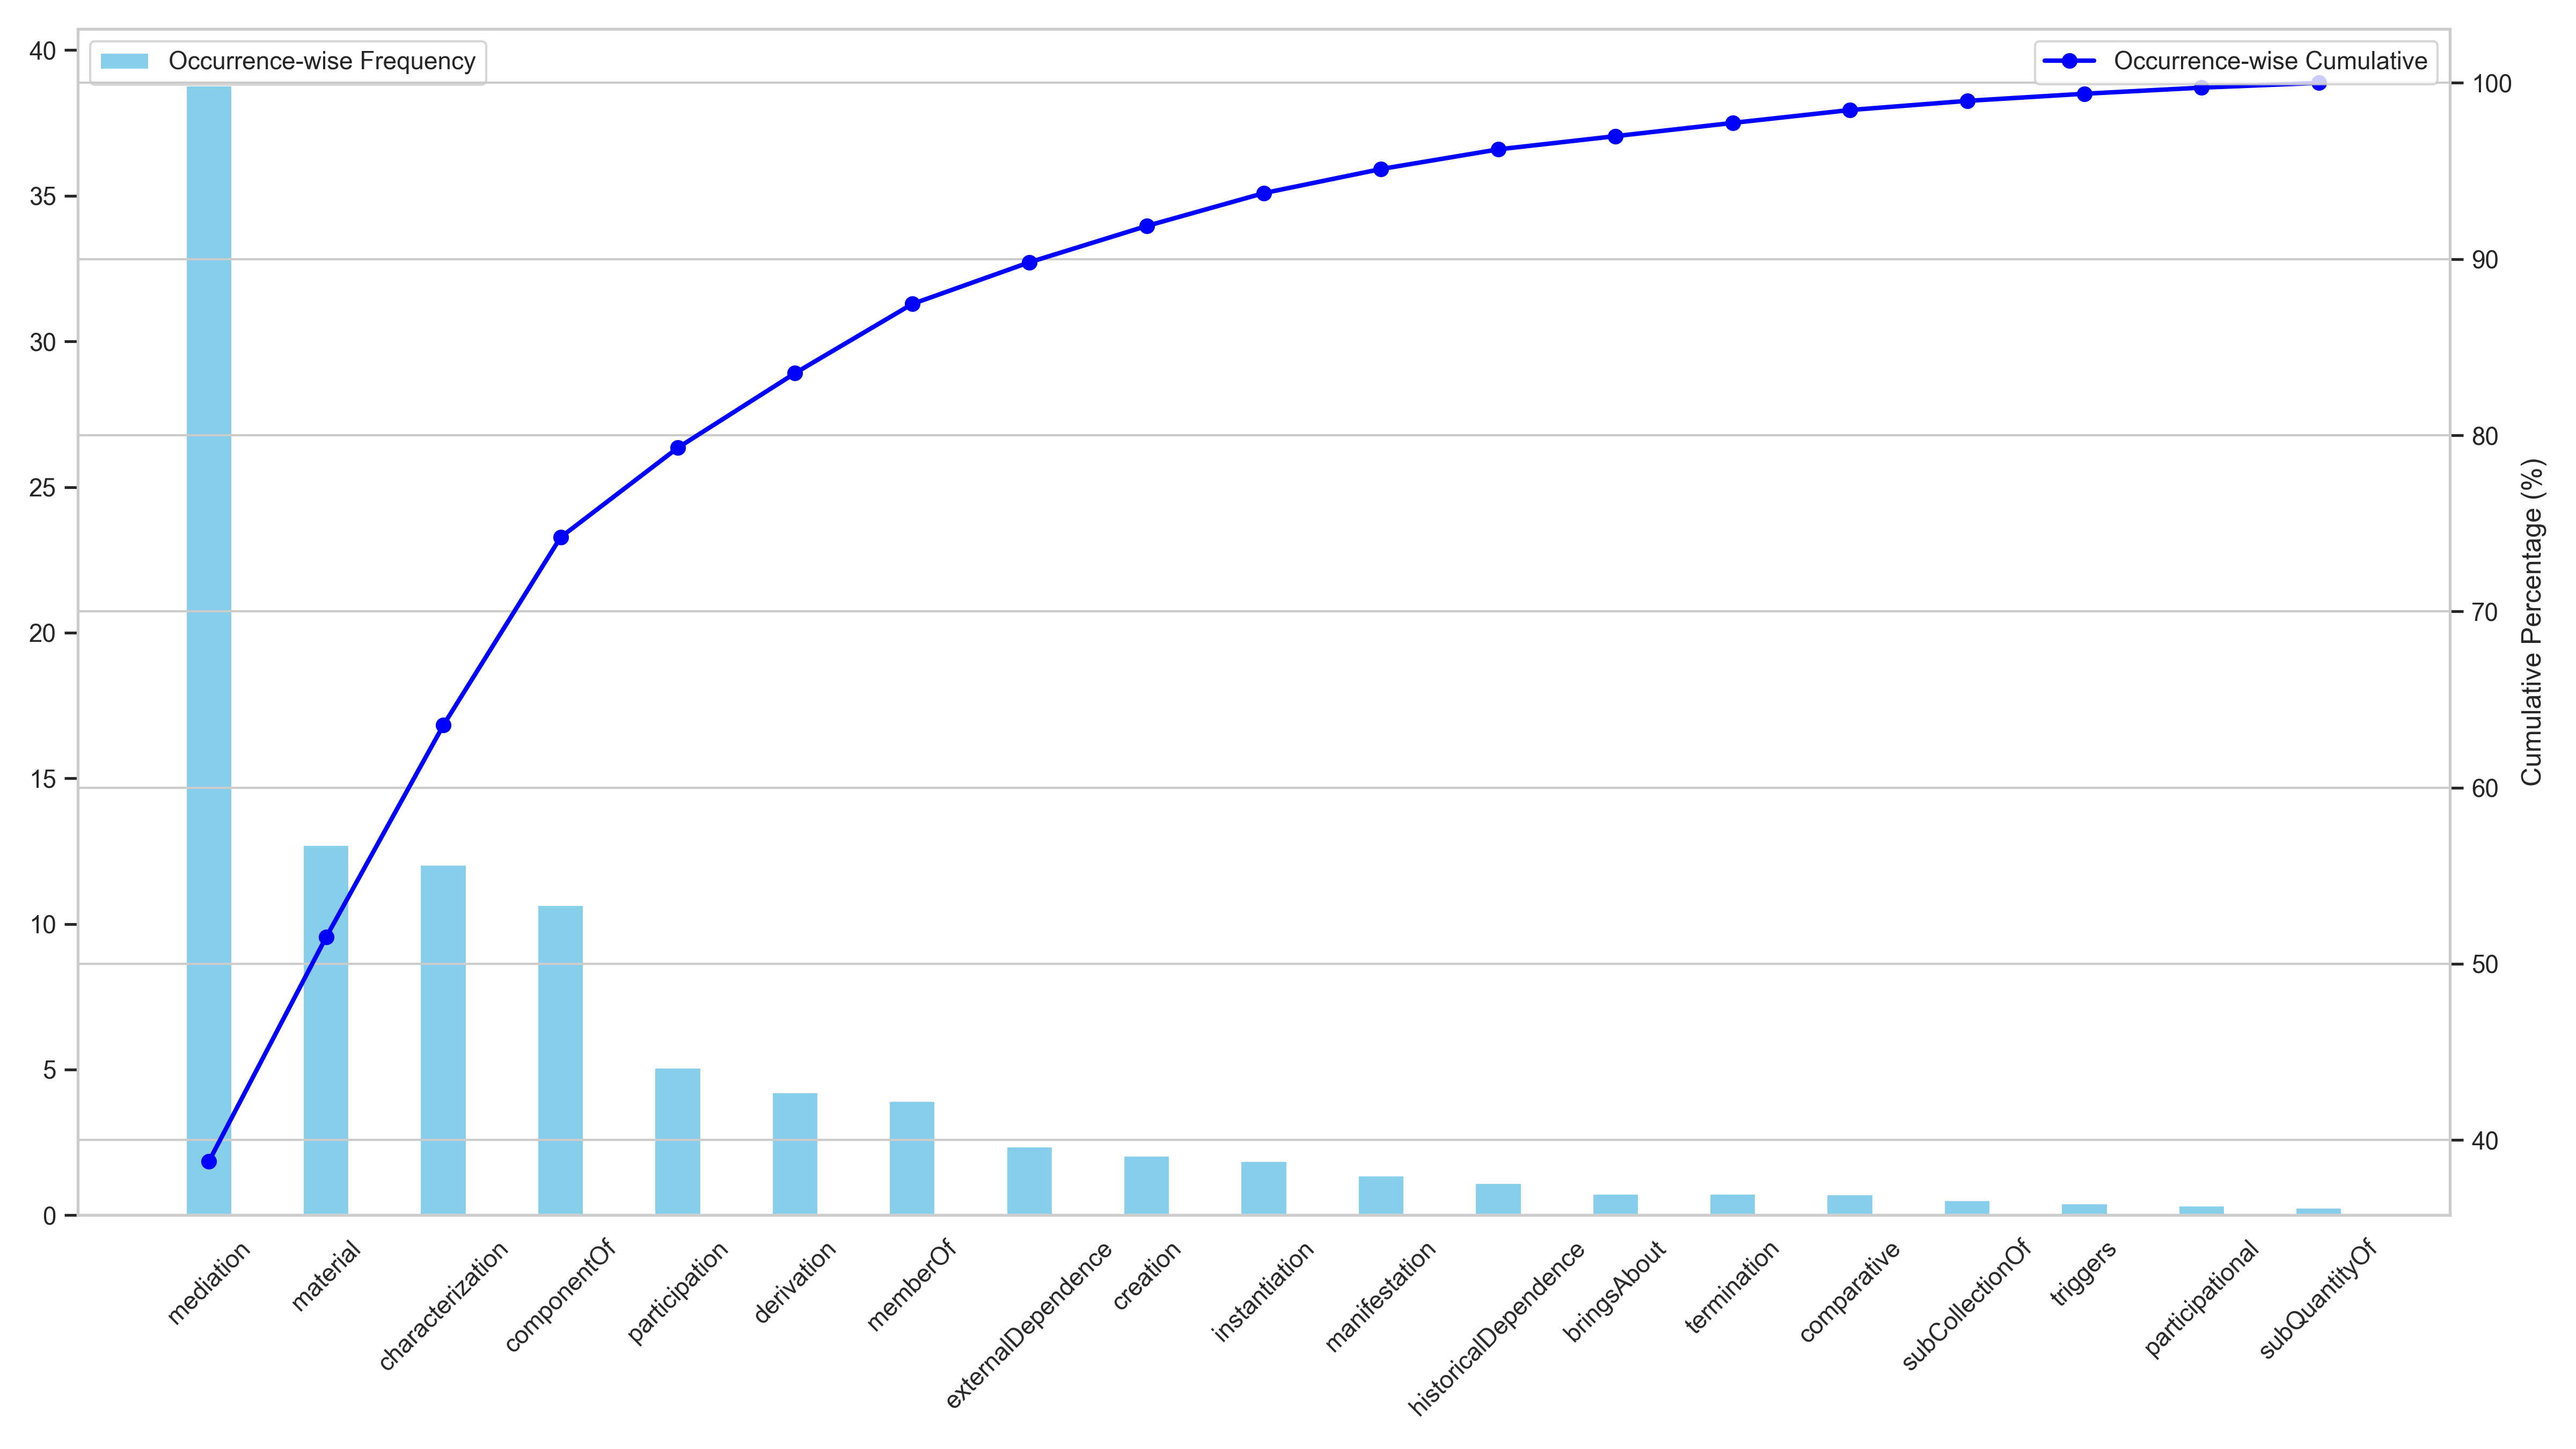 Occurrence-wise Frequency
Occurrence-wise Cumulative
40
35
30
25
20
15
10
5
0
100
90
80
70
60
50
40
Cumulative Percentage (%)
mediation
material
characterization
componentOf
participation
derivation
memberOf
externalDependence
creation
instantiation
manifestation
historicalDependence
bringsAbout
termination
comparative
subCollectionOf
triggers
participational
subQuantityOf